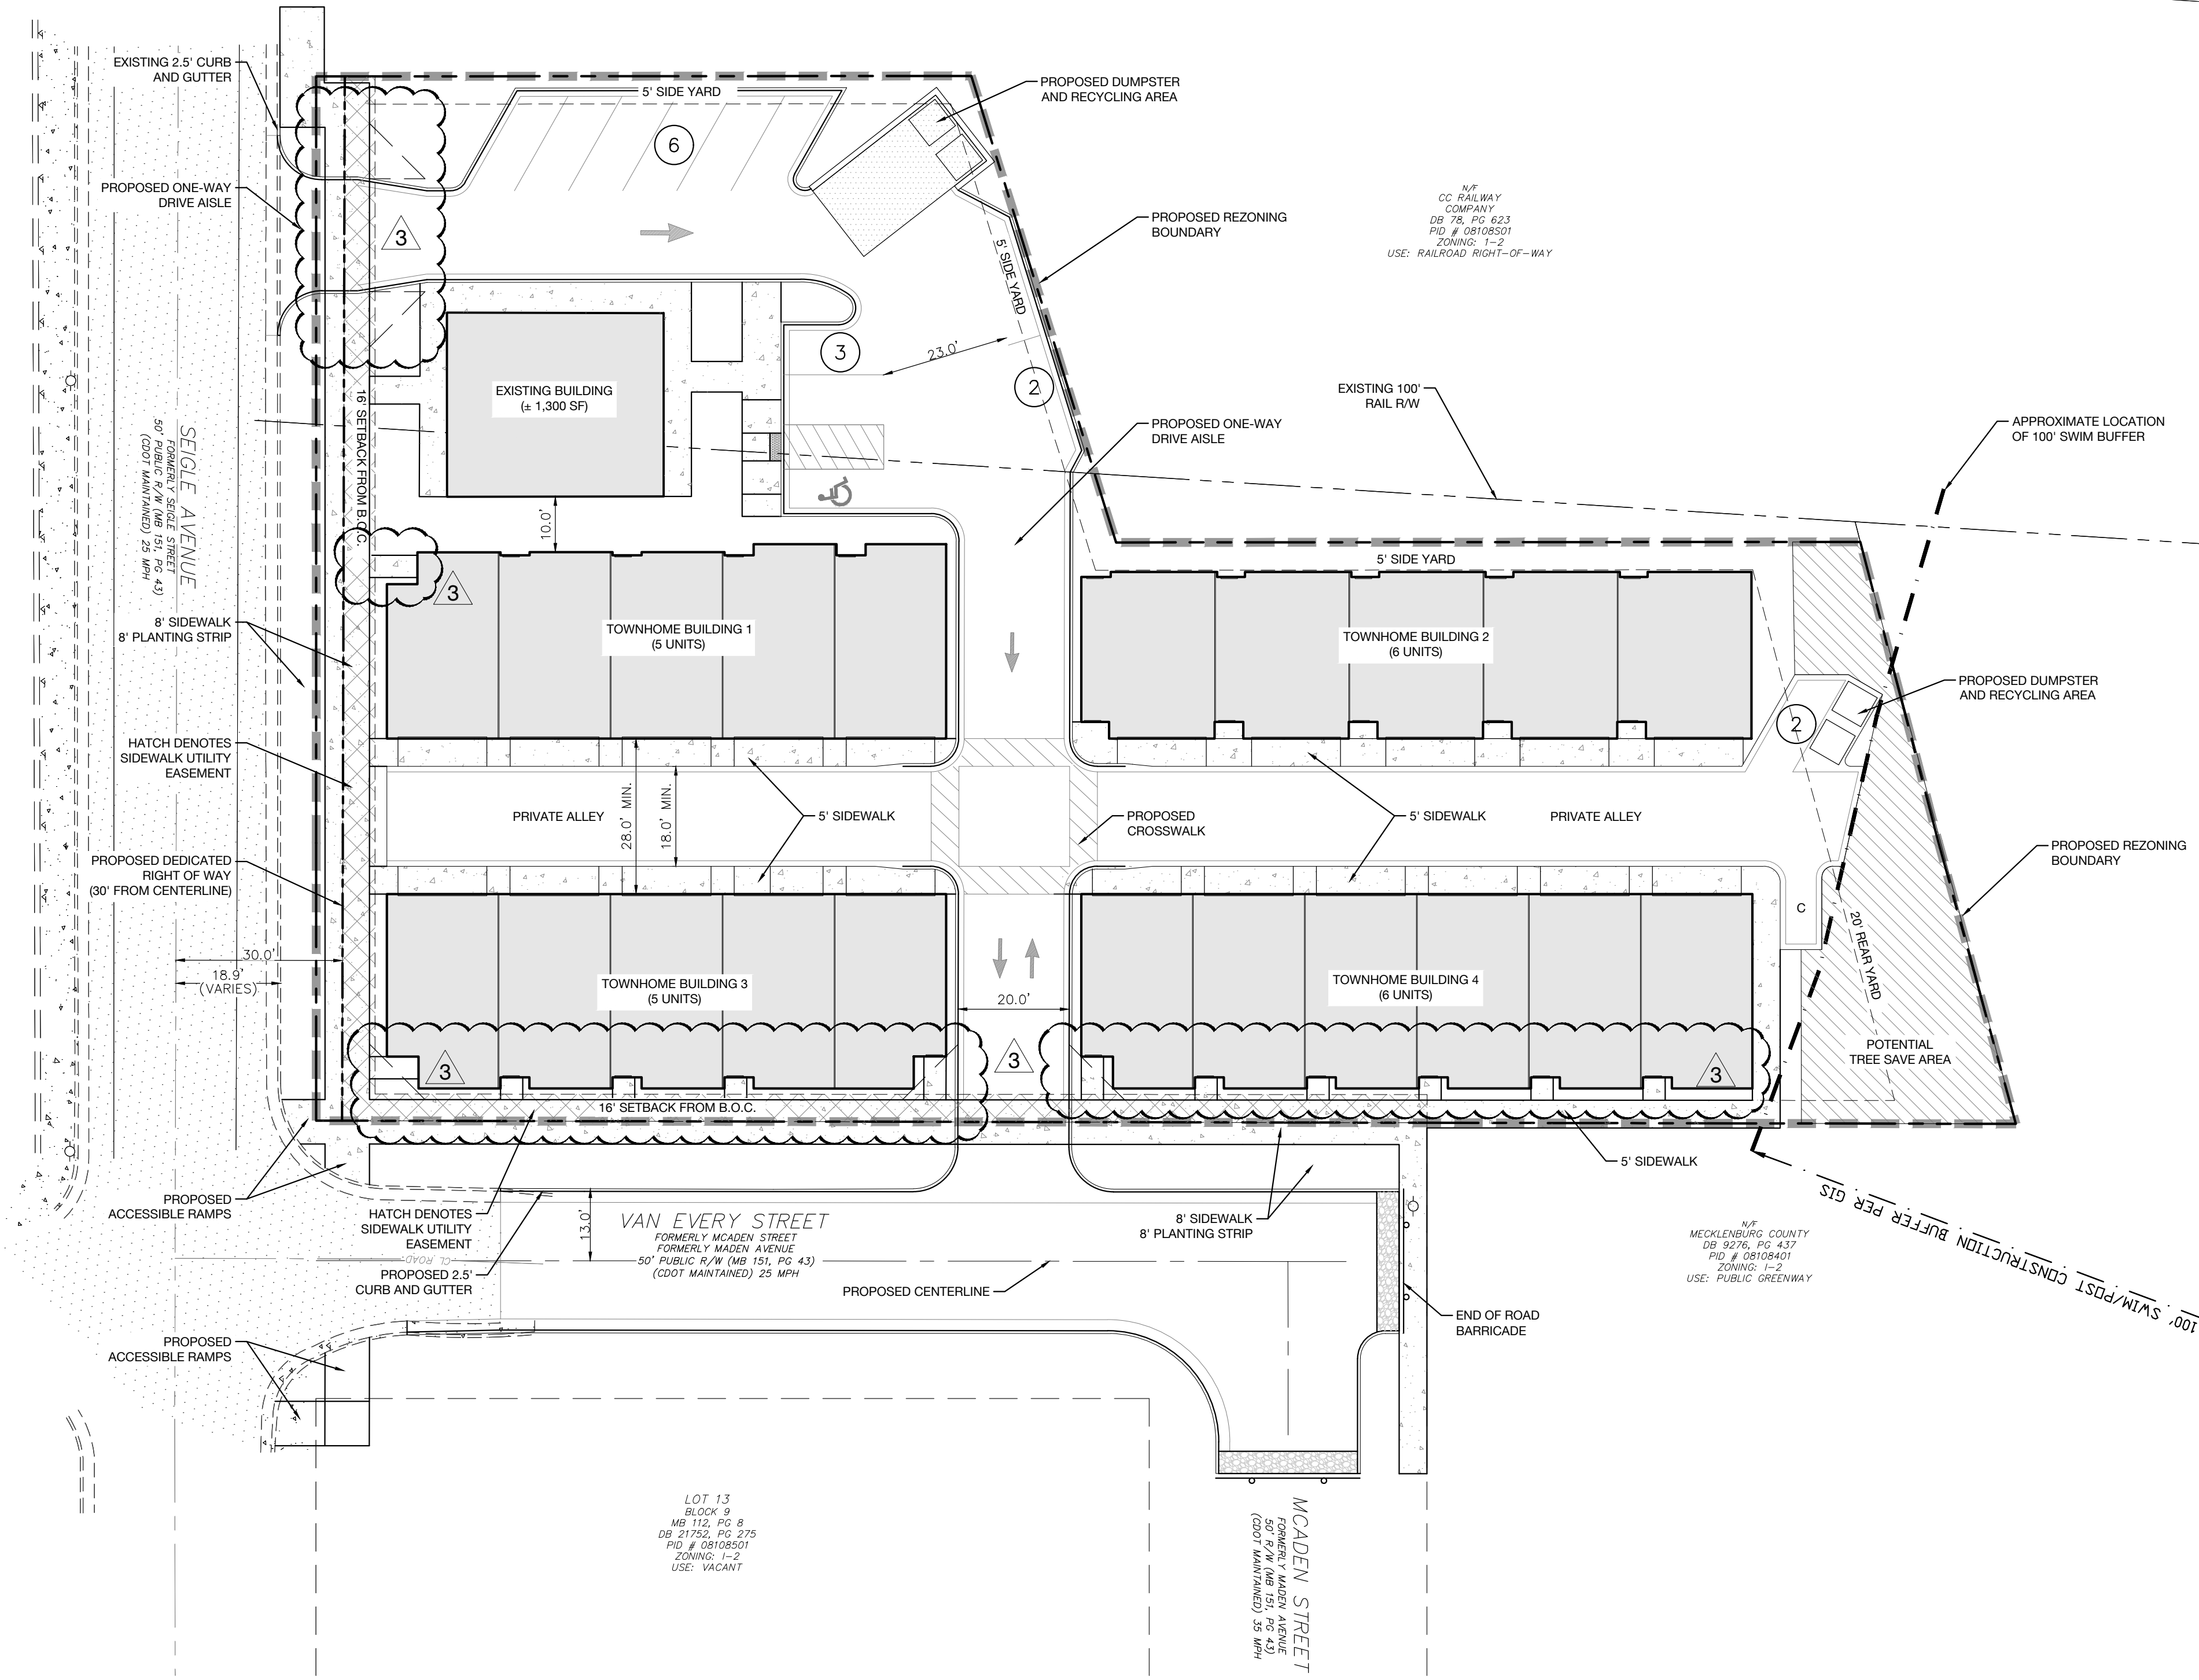 EXISTING 2.5' CURB
AND GUTTER
5' SIDE YARD
PROPOSED DUMPSTER
AND RECYCLING AREA
6
PROPOSED ONE-WAY
DRIVE AISLE
3
PROPOSED REZONING
BOUNDARY
N/F
CC RAILWAY
COMPANY
DB 78, PG 623
PID # 08108S01
ZONING: 1-2
USE: RAILROAD RIGHT-OF-WAY
5' SIDE YARD
3
23.0'
2
EXISTING BUILDING
(± 1,300 SF)
EXISTING 100'
RAIL R/W
APPROXIMATE LOCATION
OF 100' SWIM BUFFER
PROPOSED ONE-WAY
DRIVE AISLE
16' SETBACK FROM B.O.C.
SEIGLE AVENUE
FORMERLY SEIGLE STREET
50' PUBLIC R/W (MB 151, PG 43)
(CDOT MAINTAINED) 25 MPH
10.0'
3
5' SIDE YARD
8' SIDEWALK
8' PLANTING STRIP
TOWNHOME BUILDING 1
(5 UNITS)
TOWNHOME BUILDING 2
(6 UNITS)
PROPOSED DUMPSTER
AND RECYCLING AREA
2
HATCH DENOTES
SIDEWALK UTILITY
EASEMENT
PRIVATE ALLEY
28.0' MIN.
18.0' MIN.
5' SIDEWALK
PROPOSED
CROSSWALK
5' SIDEWALK
PRIVATE ALLEY
PROPOSED REZONING
BOUNDARY
PROPOSED DEDICATED
RIGHT OF WAY
(30' FROM CENTERLINE)
C
20' REAR YARD
30.0'
18.9'
(VARIES)
TOWNHOME BUILDING 3
(5 UNITS)
20.0'
TOWNHOME BUILDING 4
(6 UNITS)
3
3
3
POTENTIAL
TREE SAVE AREA
16' SETBACK FROM B.O.C.
5' SIDEWALK
PROPOSED
ACCESSIBLE RAMPS
HATCH DENOTES
SIDEWALK UTILITY
EASEMENT
13.0'
VAN EVERY STREET
FORMERLY MCADEN STREET
FORMERLY MADEN AVENUE
50' PUBLIC R/W (MB 151, PG 43)
(CDOT MAINTAINED) 25 MPH
8' SIDEWALK
8' PLANTING STRIP
100' SWIM/POST CONSTRUCTION BUFFER PER GIS
N/F
MECKLENBURG COUNTY
DB 9276, PG 437
PID # 08108401
ZONING: I-2
USE: PUBLIC GREENWAY
CL ROAD
PROPOSED 2.5'
CURB AND GUTTER
PROPOSED CENTERLINE
END OF ROAD
BARRICADE
PROPOSED
ACCESSIBLE RAMPS
LOT 13
BLOCK 9
MB 112, PG 8
DB 21752, PG 275
PID # 08108501
ZONING: I-2
USE: VACANT
MCADEN STREET
FORMERLY MADEN AVENUE
50' R/W (MB 151, PG 43)
(CDOT MAINTAINED) 35 MPH